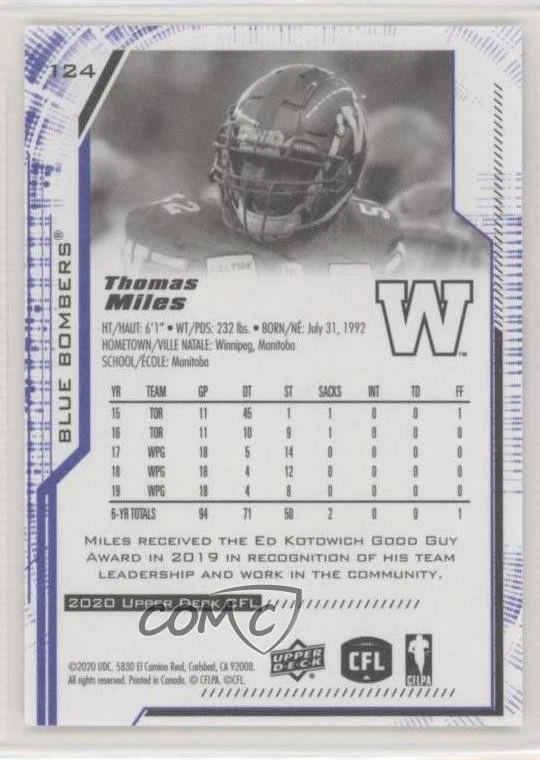 124
BLUE BOMBERS®
52
Thomas
Miles
W™
HT/HAUT: 6'1" • WT/PDS: 232 lbs. • BORN/NÉ: July 31, 1992
HOMETOWN/VILLE NATALE: Winnipeg, Manitoba
SCHOOL/ÉCOLE: Manitoba
YR TEAM GP DT ST SACKS INT TD FF
15 TOR 11 45 1 1 0 0 1
16 TOR 11 10 9 1 0 0 0
17 WPG 18 5 14 0 0 0 0
18 WPG 18 4 12 0 0 0 0
19 WPG 18 4 8 0 0 0 0
6-YR TOTALS 94 71 50 2 0 0 1
Miles received the Ed Kotowich Good Guy
Award in 2019 in recognition of his team
leadership and work in the community.
2020 Upper Deck CFL
COMC
©2020 UDC. 5830 El Camino Real, Carlsbad, CA 92008.
All rights reserved. Printed in Canada. © CFLPA. ©CFL.
UPPER
DECK
CFL
CFLPA